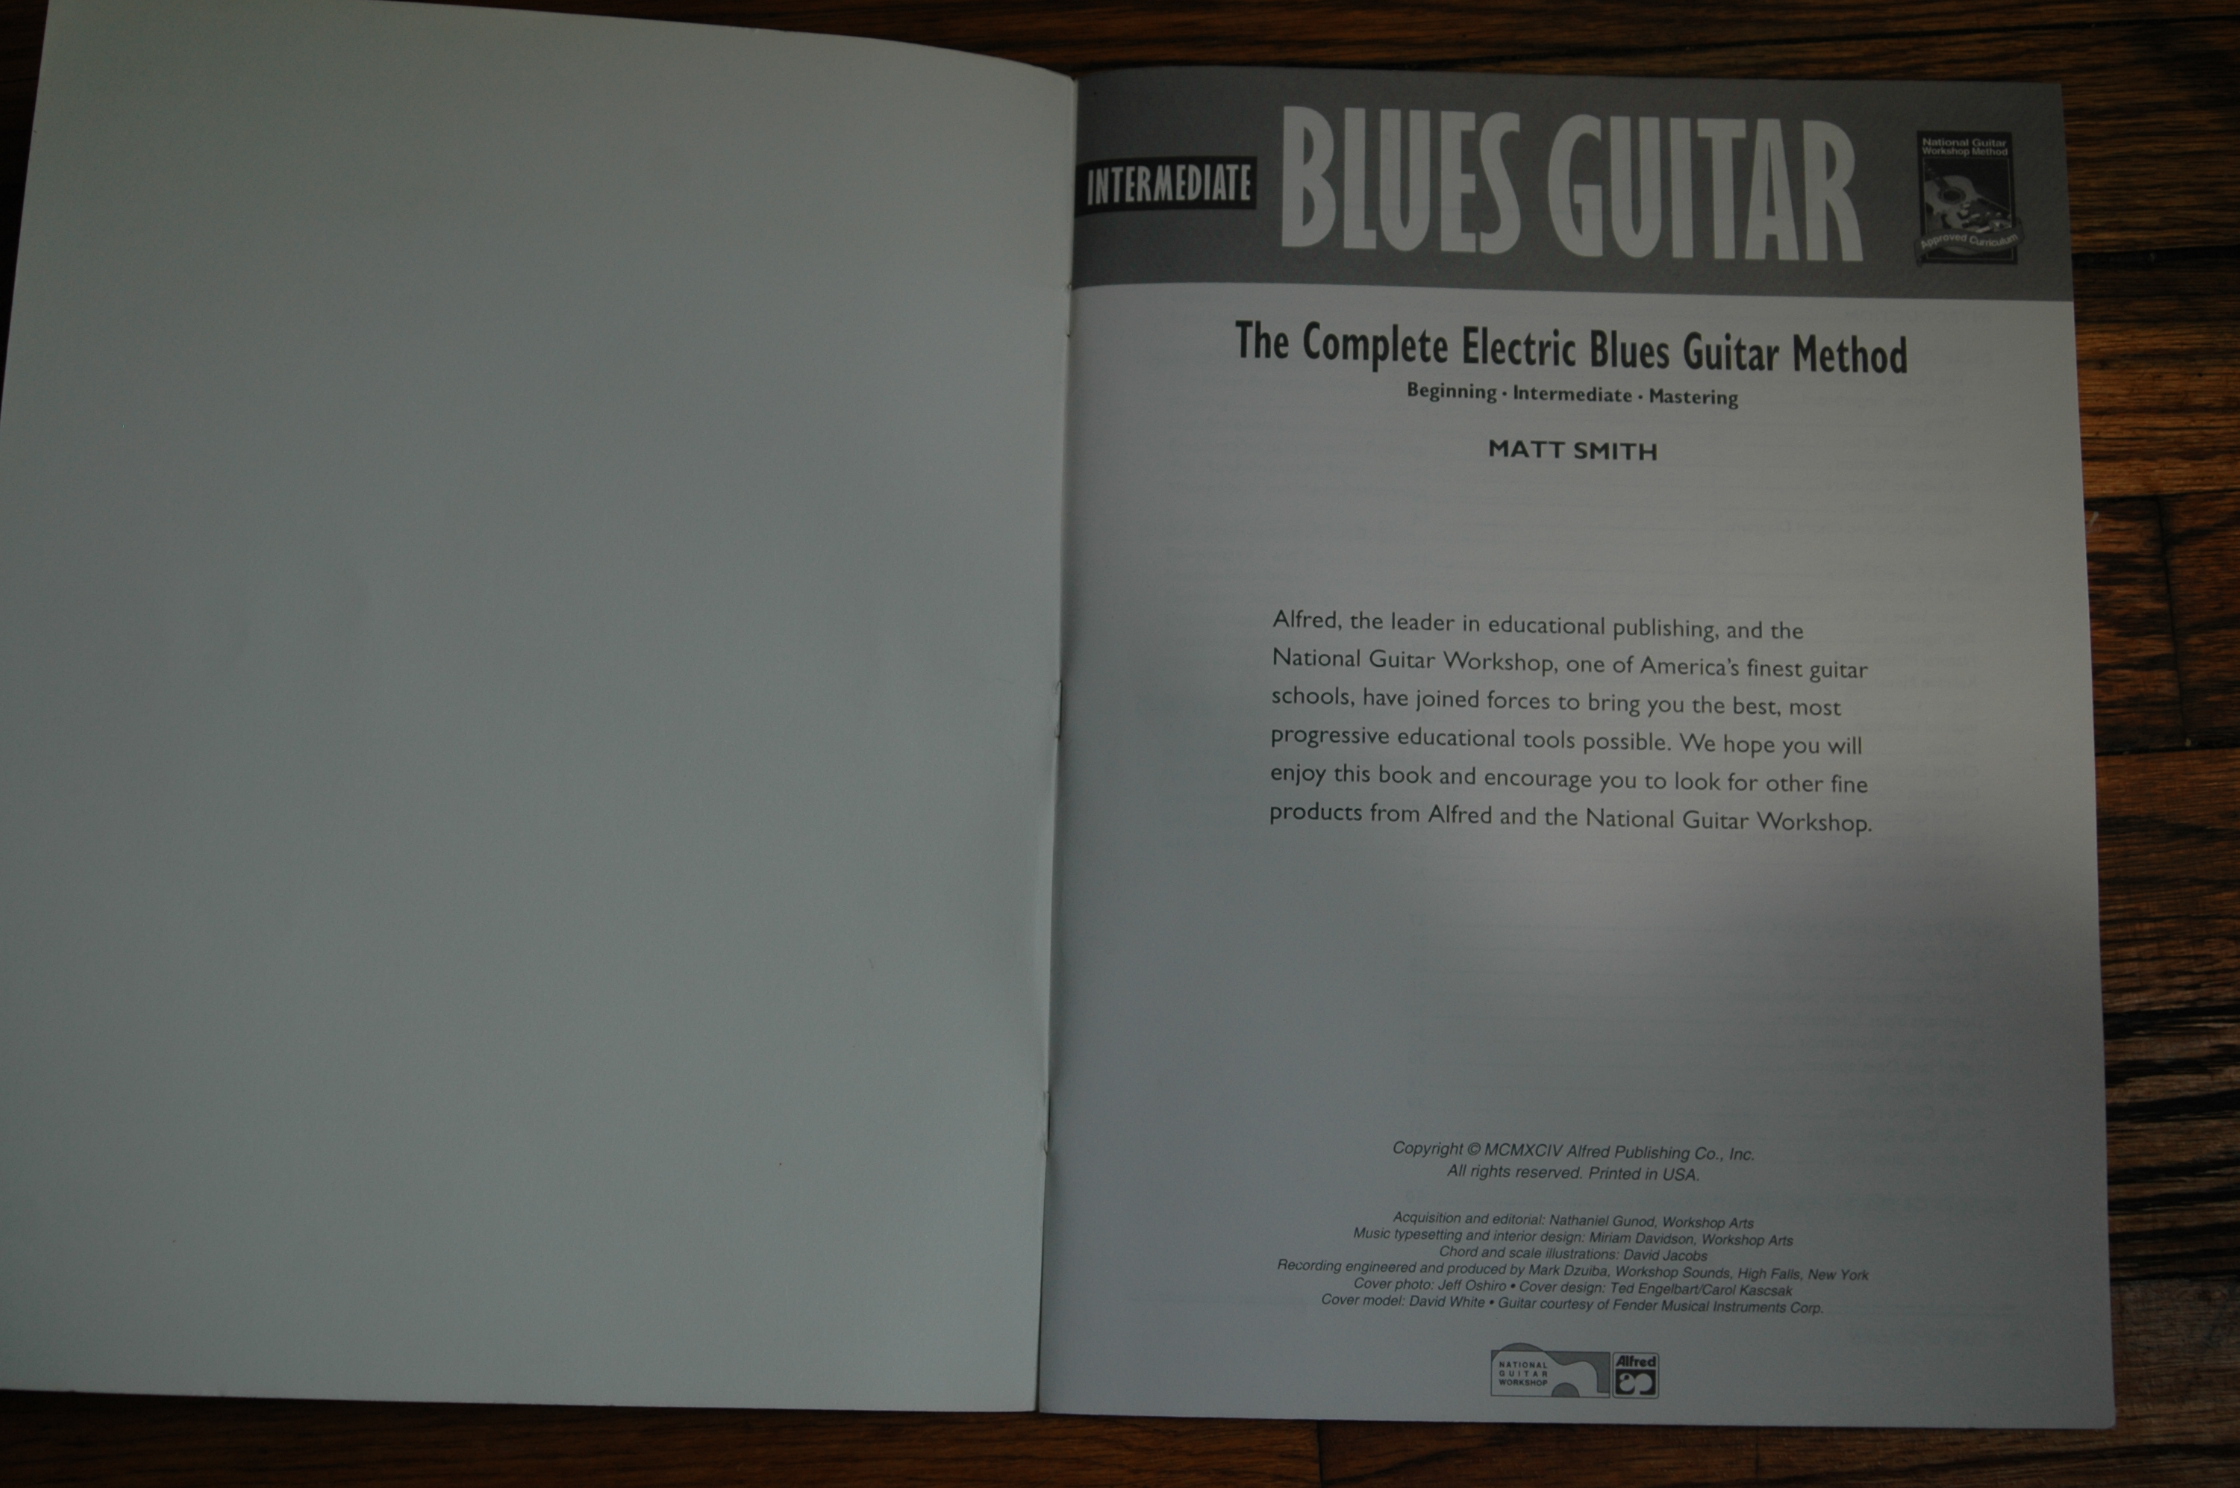 INTERMEDIATE BLUES GUITAR
National Guitar
Workshop Method
Approved Curriculum
The Complete Electric Blues Guitar Method
Beginning • Intermediate • Mastering
MATT SMITH
Alfred, the leader in educational publishing, and the
National Guitar Workshop, one of America's finest guitar
schools, have joined forces to bring you the best, most
progressive educational tools possible. We hope you will
enjoy this book and encourage you to look for other fine
products from Alfred and the National Guitar Workshop.
Copyright © MCMXCIV Alfred Publishing Co., Inc.
All rights reserved. Printed in USA.
Acquisition and editorial: Nathaniel Gunod, Workshop Arts
Music typesetting and interior design: Miriam Davidson, Workshop Arts
Chord and scale illustrations: David Jacobs
Recording engineered and produced by Mark Dzuiba, Workshop Sounds, High Falls, New York
Cover photo: Jeff Oshiro • Cover design: Ted Engelbart/Carol Kascsak
Cover model: David White • Guitar courtesy of Fender Musical Instruments Corp.
NATIONAL
GUITAR
WORKSHOP
Alfred